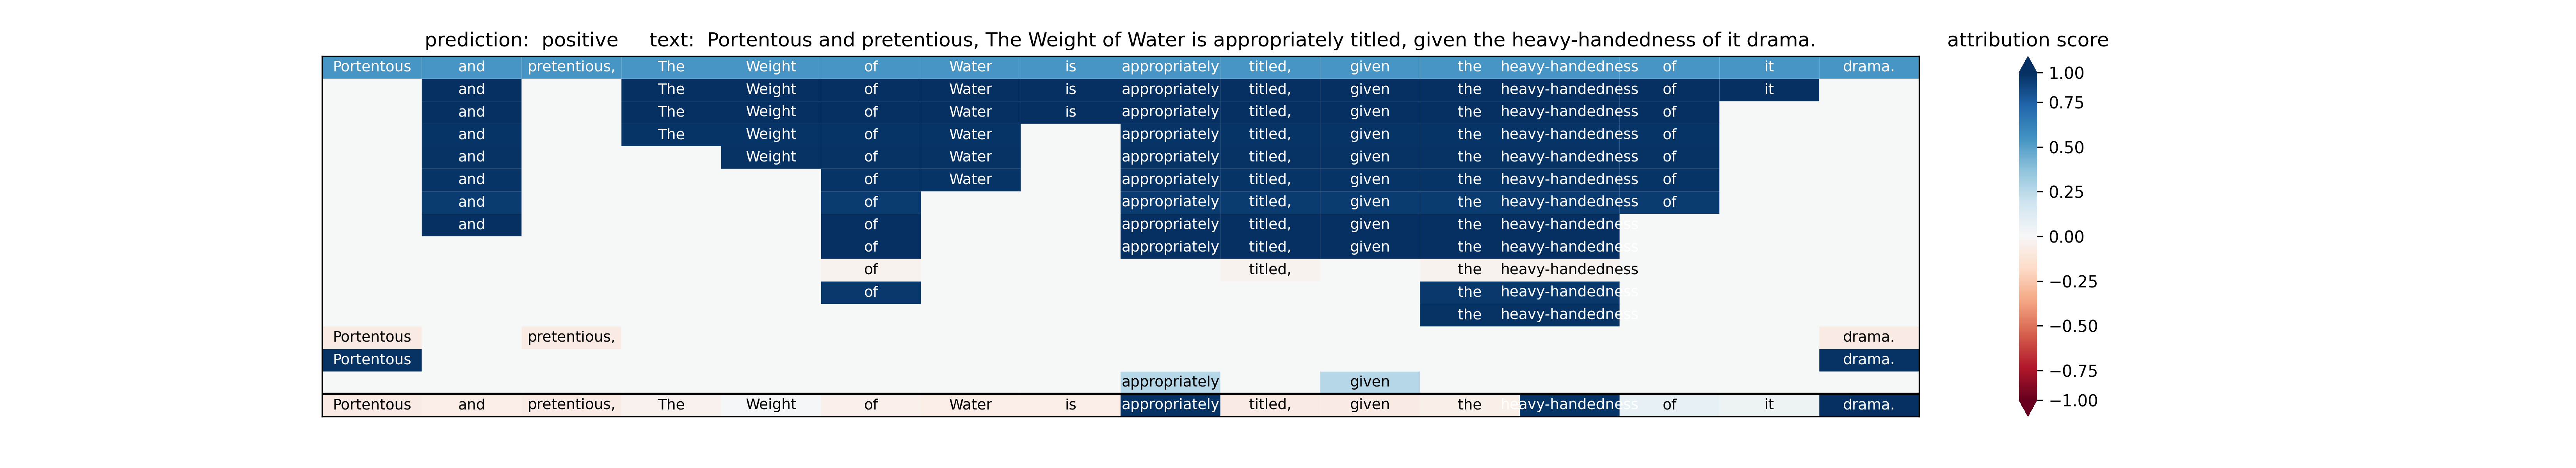 prediction: positive text: Portentous and pretentious, The Weight of Water is appropriately titled, given the heavy-handedness of it drama. attribution score
Portentous and pretentious, The Weight of Water is appropriately titled, given the heavy-handedness of it drama.
and The Weight of Water is appropriately titled, given the heavy-handedness of it
and The Weight of Water is appropriately titled, given the heavy-handedness of
and The Weight of Water appropriately titled, given the heavy-handedness of
and Weight of Water appropriately titled, given the heavy-handedness of
and of Water appropriately titled, given the heavy-handedness of
and of appropriately titled, given the heavy-handedness of
and of appropriately titled, given the heavy-handedness
of appropriately titled, given the heavy-handedness
of titled, the heavy-handedness
of the heavy-handedness
the heavy-handedness
Portentous pretentious, drama.
Portentous drama.
appropriately given
Portentous and pretentious, The Weight of Water is appropriately titled, given the heavy-handedness of it drama.
1.00
0.75
0.50
0.25
0.00
−0.25
−0.50
−0.75
−1.00